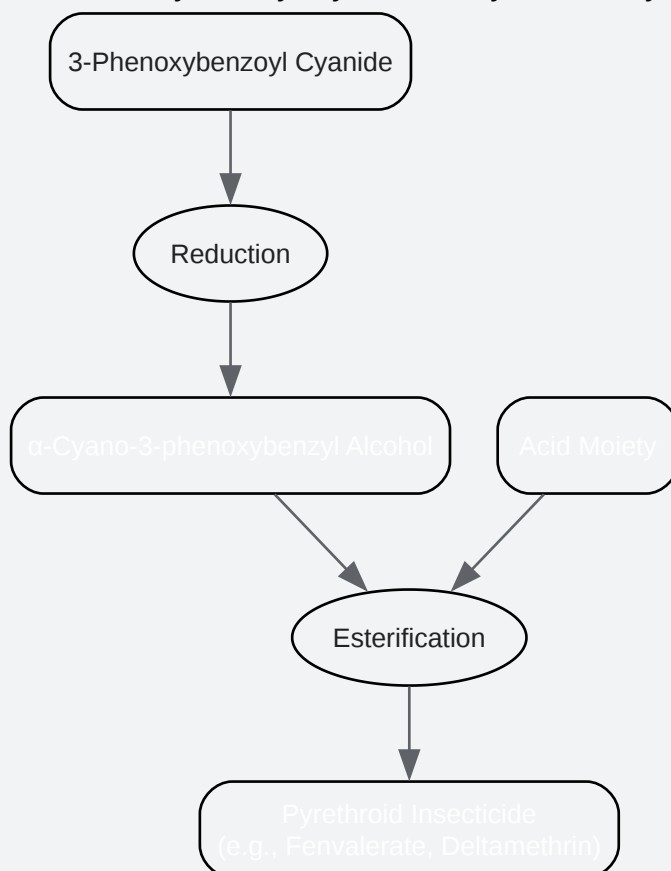 3-Phenoxybenzoyl Cyanide
Reduction
α-Cyano-3-phenoxybenzyl Alcohol
Acid Moiety
Esterification
Pyrethroid Insecticide
(e.g., Fenvalerate, Deltamethrin)